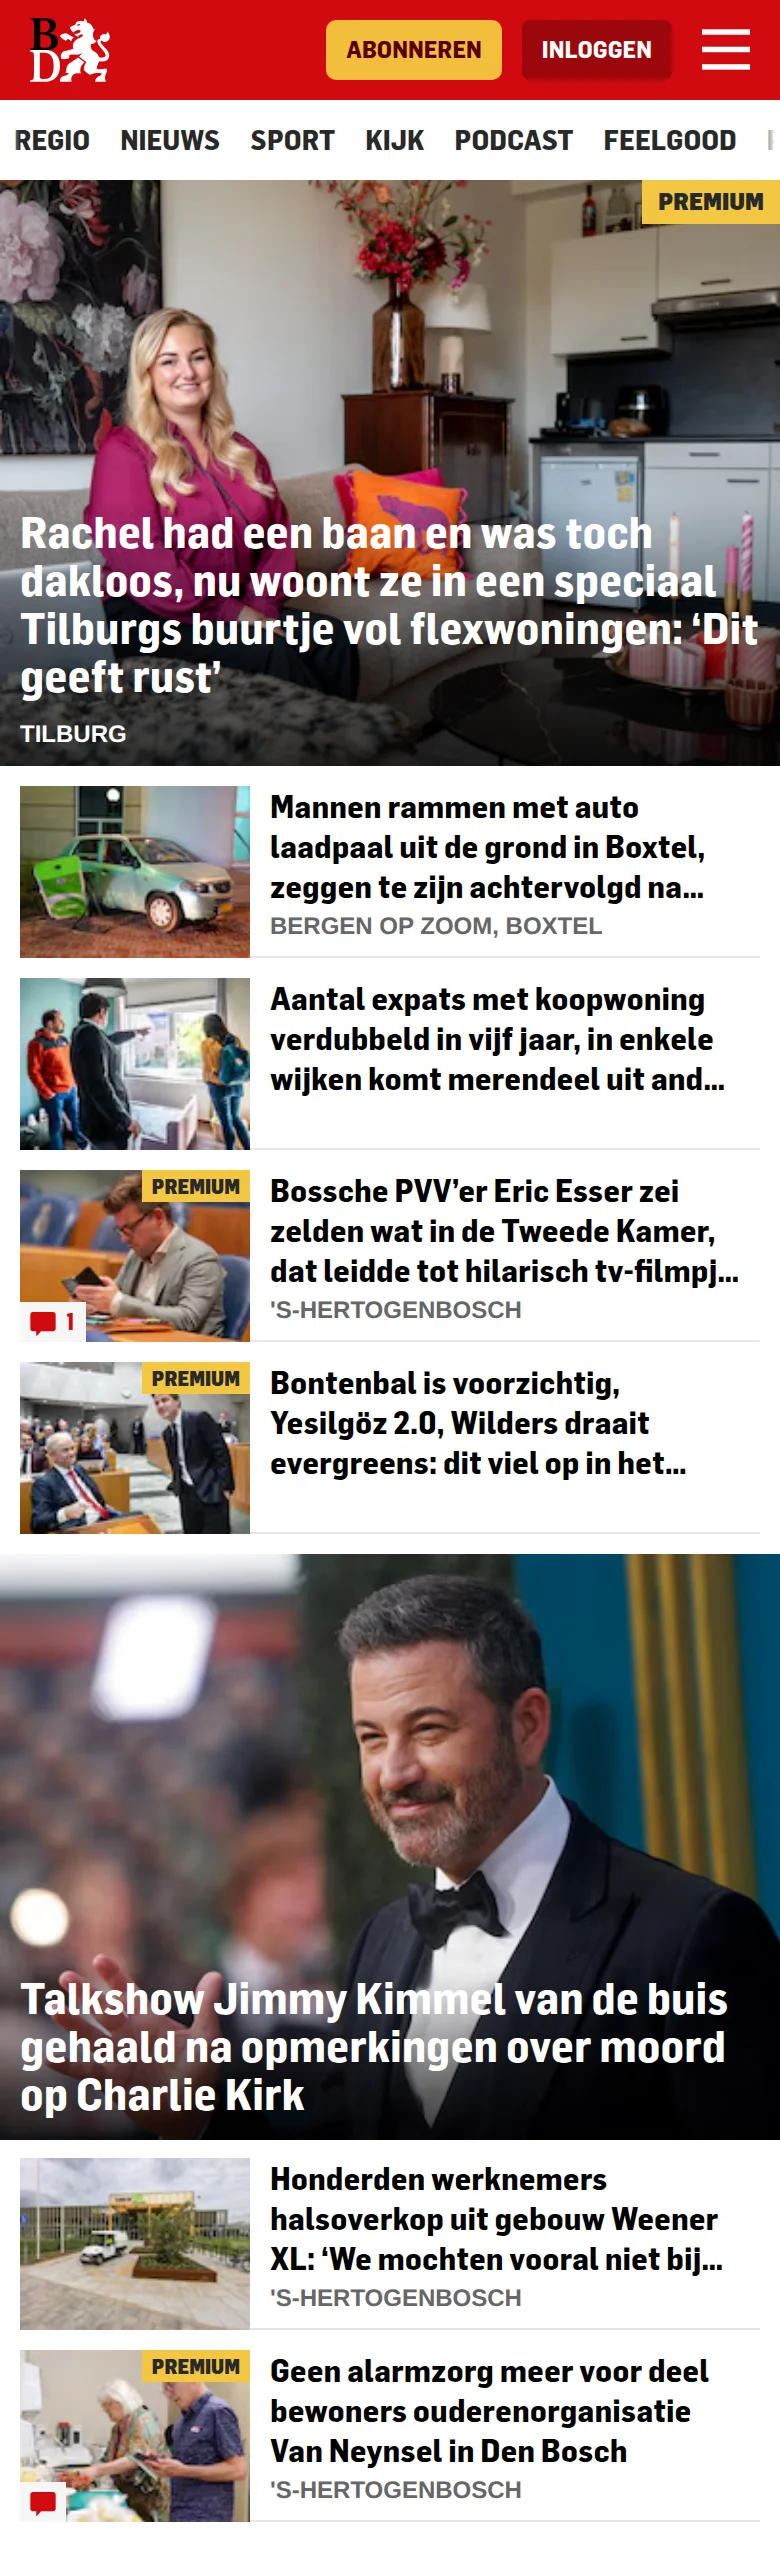 BD
ABONNEREN
INLOGGEN
REGIO NIEUWS SPORT KIJK PODCAST FEELGOOD
PREMIUM
Rachel had een baan en was toch
dakloos, nu woont ze in een speciaal
Tilburgs buurtje vol flexwoningen: ‘Dit
geeft rust’
TILBURG
Mannen rammen met auto
laadpaal uit de grond in Boxtel,
zeggen te zijn achtervolgd na...
BERGEN OP ZOOM, BOXTEL
Aantal expats met koopwoning
verdubbeld in vijf jaar, in enkele
wijken komt merendeel uit and...
PREMIUM
1
Bossche PVV’er Eric Esser zei
zelden wat in de Tweede Kamer,
dat leidde tot hilarisch tv-filmpj...
'S-HERTOGENBOSCH
PREMIUM
Bontenbal is voorzichtig,
Yesilgöz 2.0, Wilders draait
evergreens: dit viel op in het...
Talkshow Jimmy Kimmel van de buis
gehaald na opmerkingen over moord
op Charlie Kirk
Honderden werknemers
halsoverkop uit gebouw Weener
XL: ‘We mochten vooral niet bij...
'S-HERTOGENBOSCH
PREMIUM
Geen alarmzorg meer voor deel
bewoners ouderenorganisatie
Van Neynsel in Den Bosch
'S-HERTOGENBOSCH